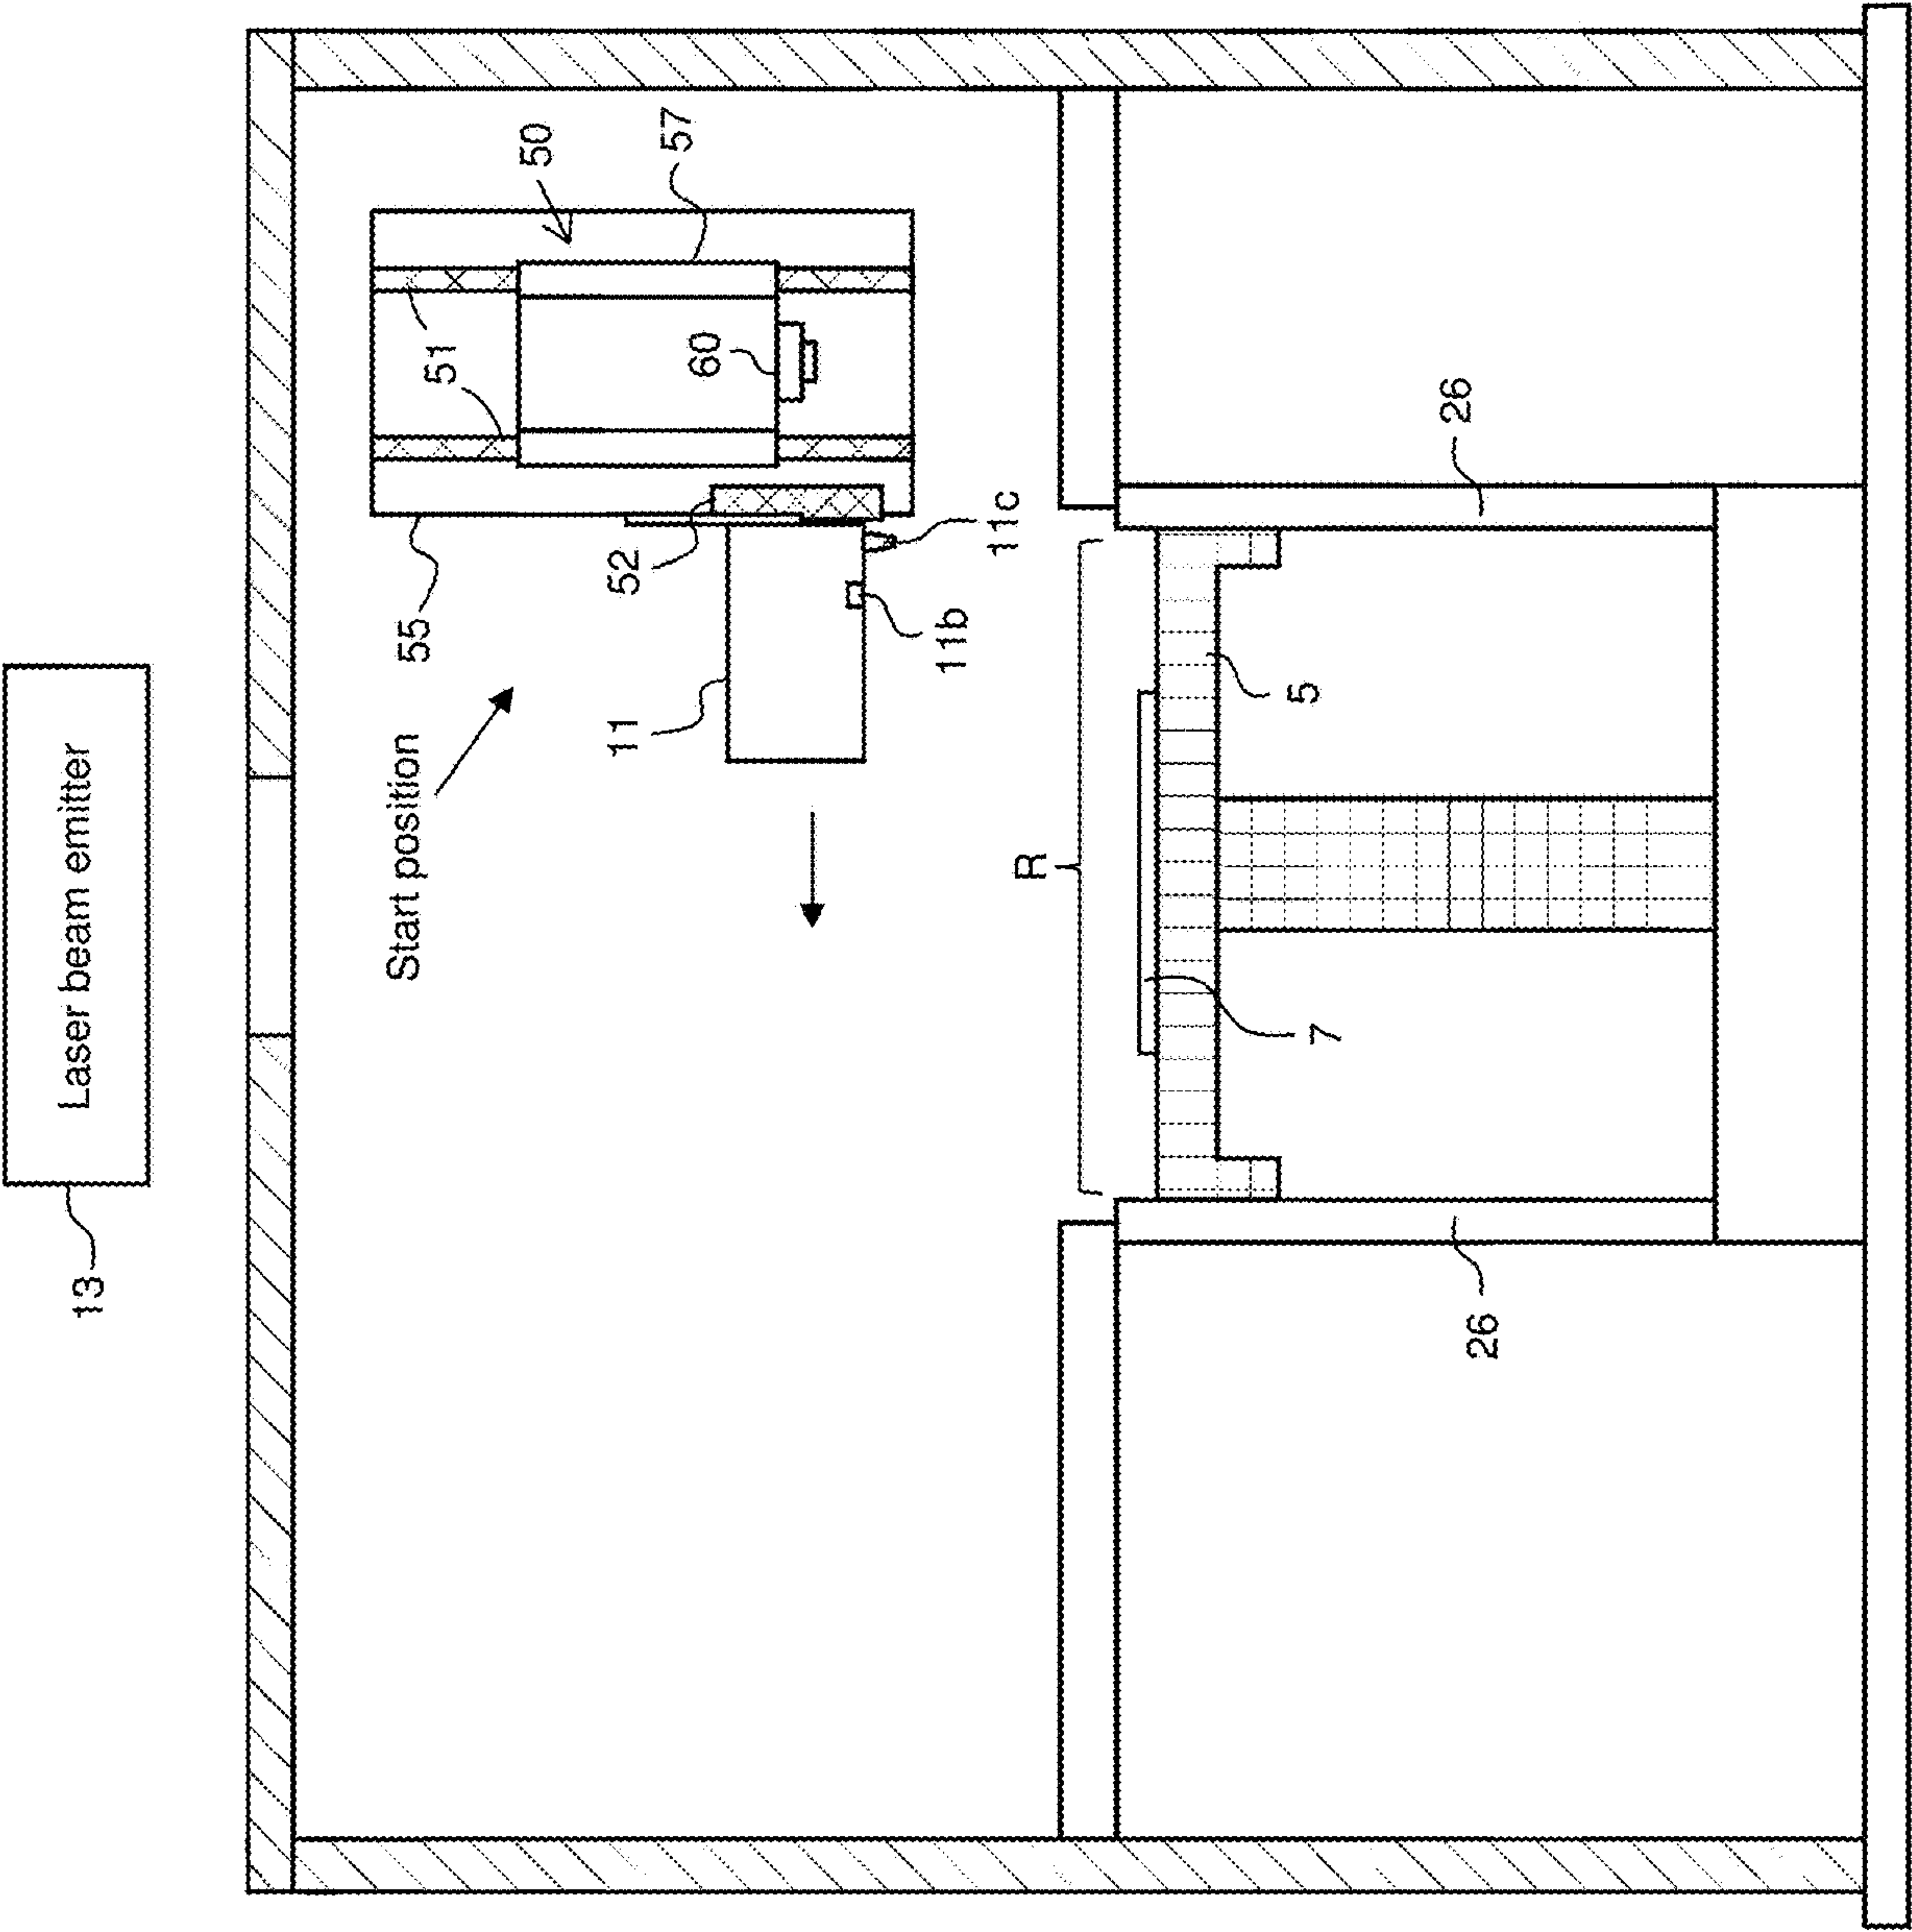 13
Laser beam emitter
Start position
55
51
50
57
60
52
11
11b
11c
R
7
5
26
26